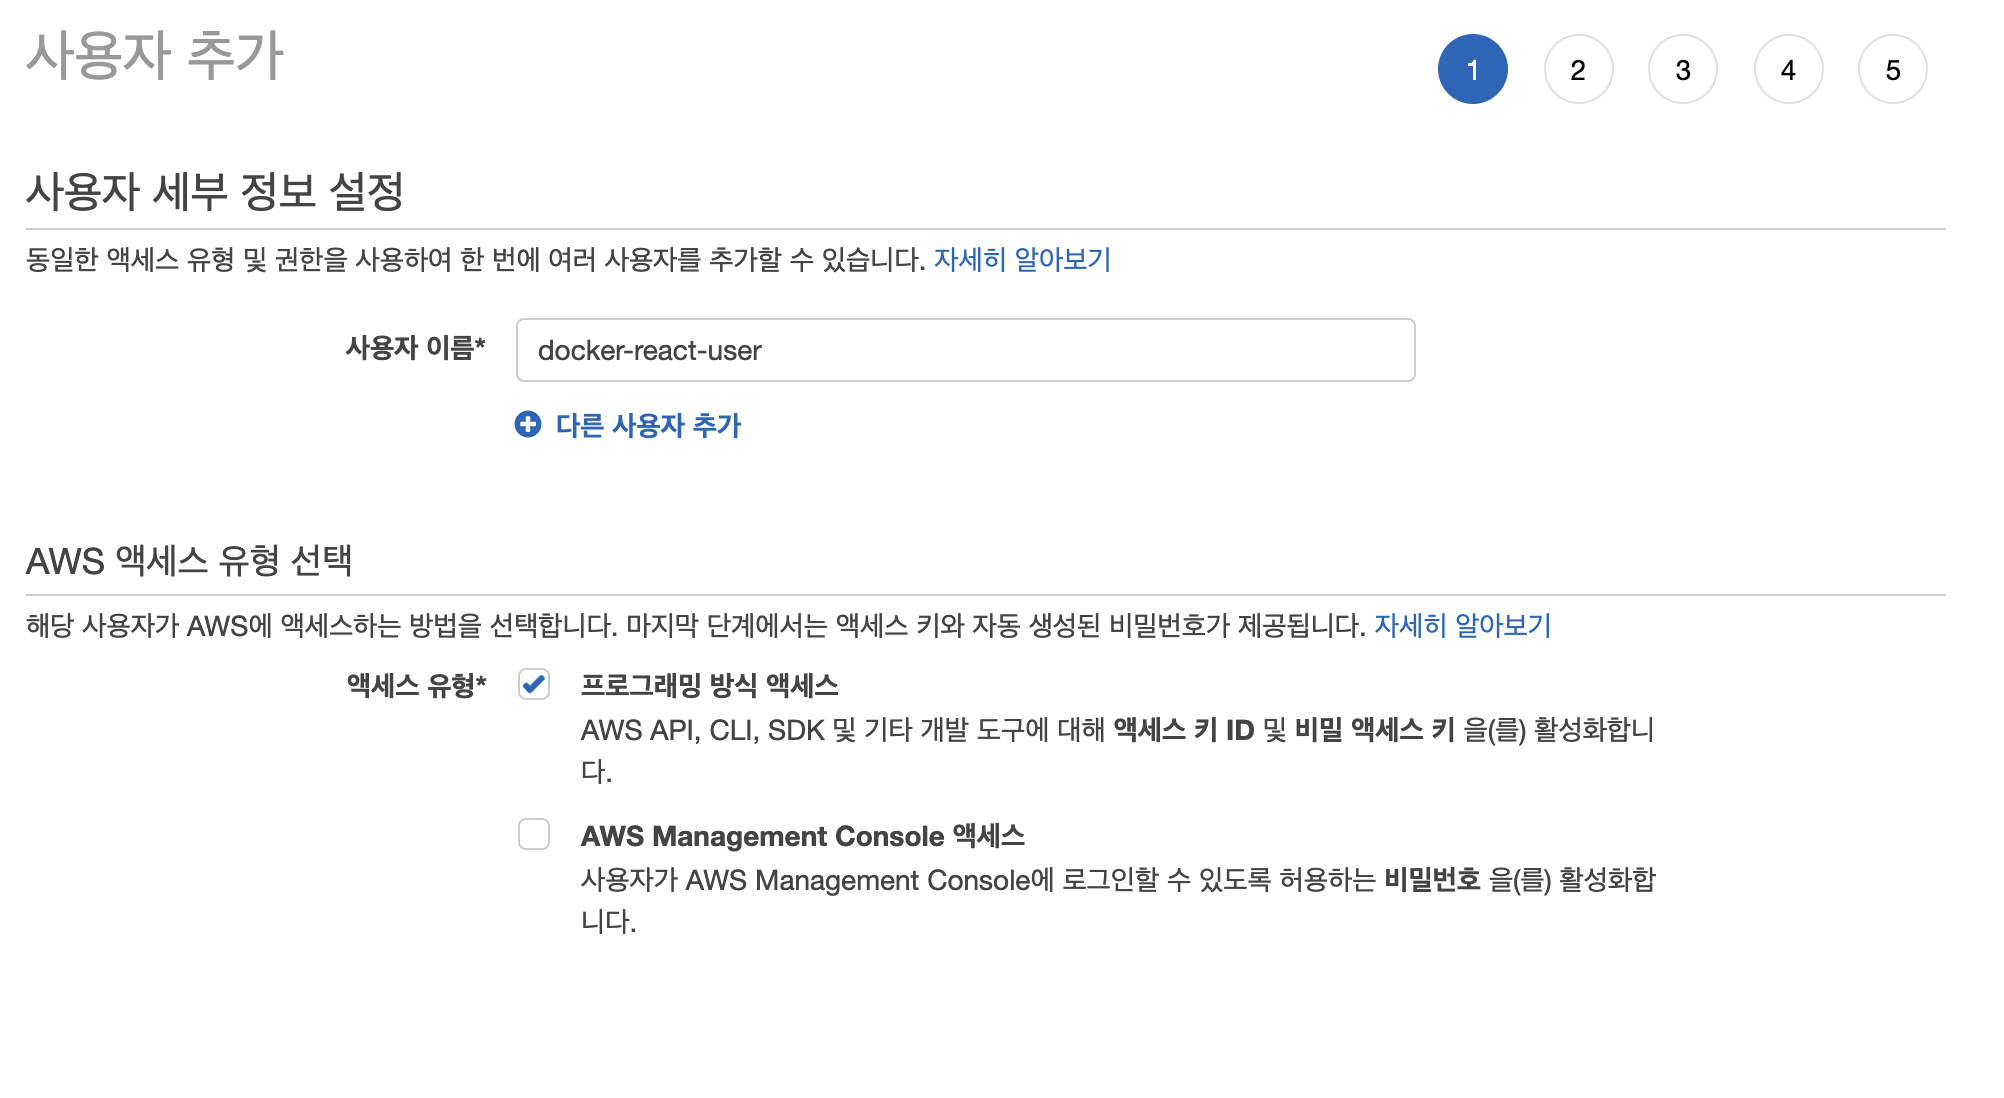 사용자 추가
1 2 3 4 5
사용자 세부 정보 설정
동일한 액세스 유형 및 권한을 사용하여 한 번에 여러 사용자를 추가할 수 있습니다. 자세히 알아보기
사용자 이름* docker-react-user
다른 사용자 추가
AWS 액세스 유형 선택
해당 사용자가 AWS에 액세스하는 방법을 선택합니다. 마지막 단계에서는 액세스 키와 자동 생성된 비밀번호가 제공됩니다. 자세히 알아보기
액세스 유형* 프로그래밍 방식 액세스
AWS API, CLI, SDK 및 기타 개발 도구에 대해 액세스 키 ID 및 비밀 액세스 키 을(를) 활성화합니
다.
AWS Management Console 액세스
사용자가 AWS Management Console에 로그인할 수 있도록 허용하는 비밀번호 을(를) 활성화합
니다.